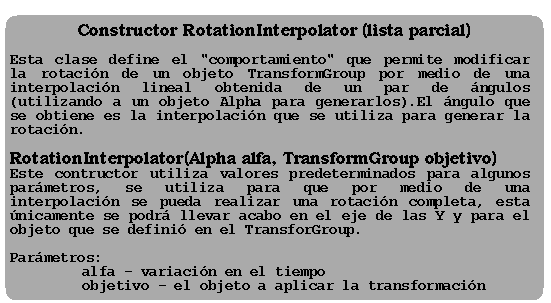 Constructor RotationInterpolator (lista parcial)
Esta clase define el "comportamiento" que permite modificar
la rotación de un objeto TransformGroup por medio de una
interpolación lineal obtenida de un par de ángulos
(utilizando a un objeto Alpha para generarlos).El ángulo que
se obtiene es la interpolación que se utiliza para generar la
rotación.
RotationInterpolator(Alpha alfa, TransformGroup objetivo)
Este contructor utiliza valores predeterminados para algunos
parámetros, se utiliza para que por medio de una
interpolación se pueda realizar una rotación completa, esta
únicamente se podrá llevar acabo en el eje de las Y y para el
objeto que se definió en el TransforGroup.
Parámetros:
alfa – variación en el tiempo
objetivo – el objeto a aplicar la transformación